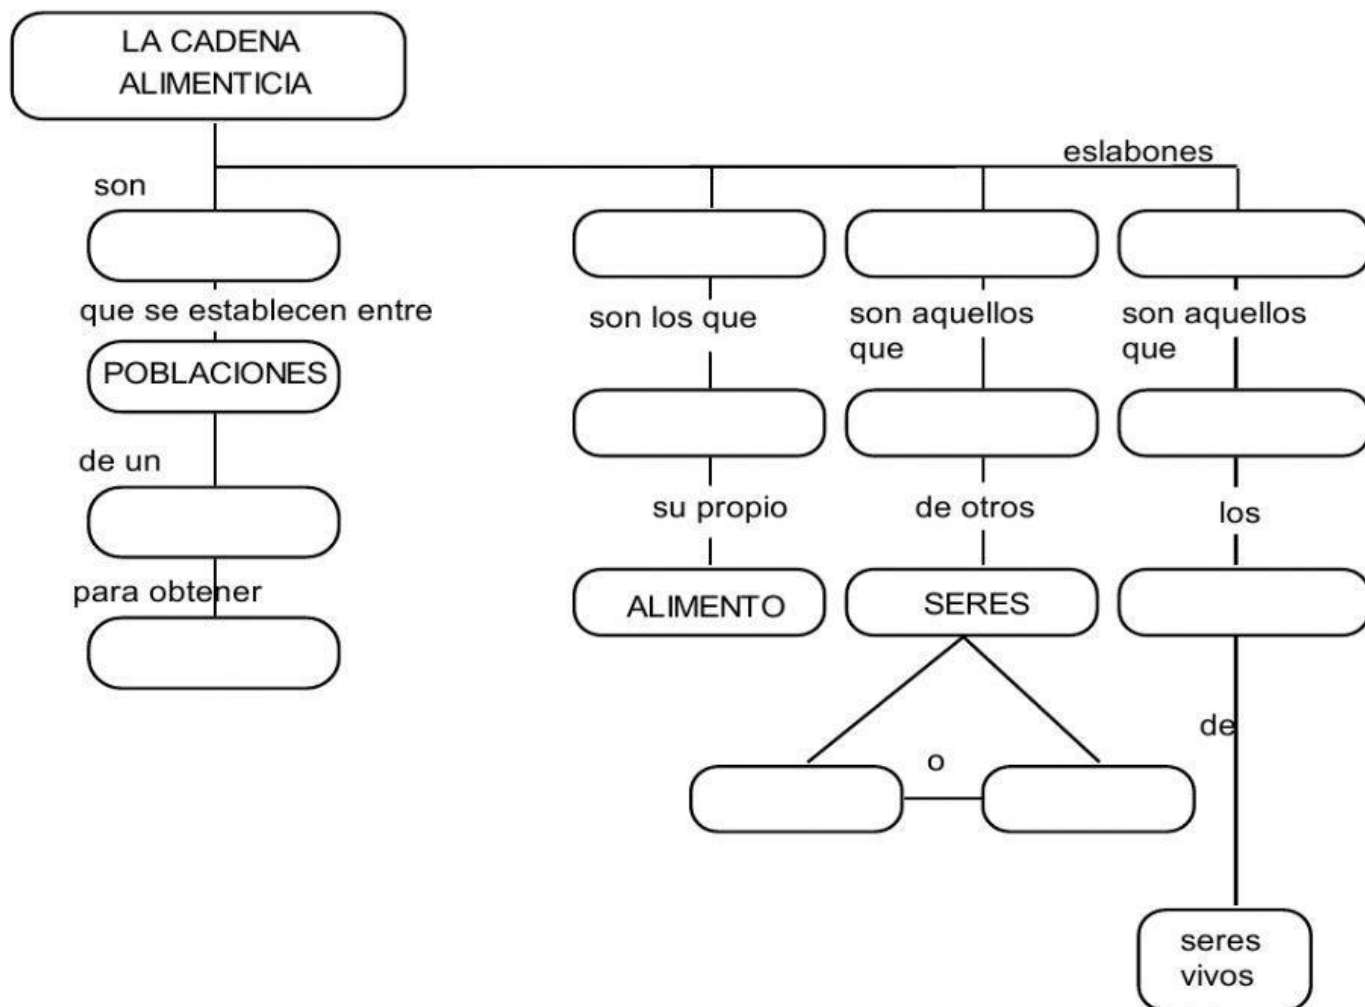 LA CADENA
ALIMENTICIA
eslabones
son
que se establecen entre
POBLACIONES
de un
para obtener
son los que
su propio
ALIMENTO
son aquellos
que
de otros
SERES
o
son aquellos
que
los
de
seres
vivos